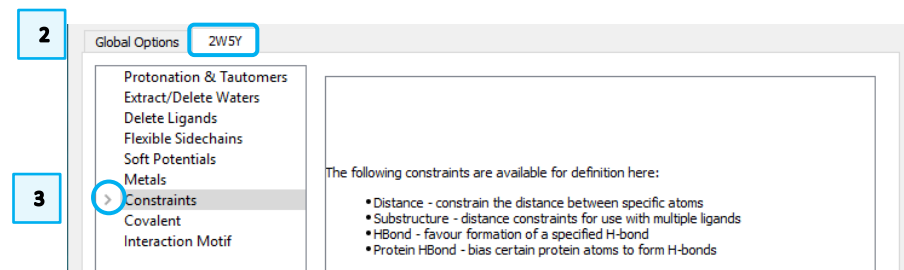 2
Global Options 2W5Y
Protonation & Tautomers
Extract/Delete Waters
Delete Ligands
Flexible Sidechains
Soft Potentials
Metals
3
Constraints
Covalent
Interaction Motif
The following constraints are available for definition here:
•Distance - constrain the distance between specific atoms
•Substructure - distance constraints for use with multiple ligands
•HBond - favour formation of a specified H-bond
•Protein HBond - bias certain protein atoms to form H-bonds